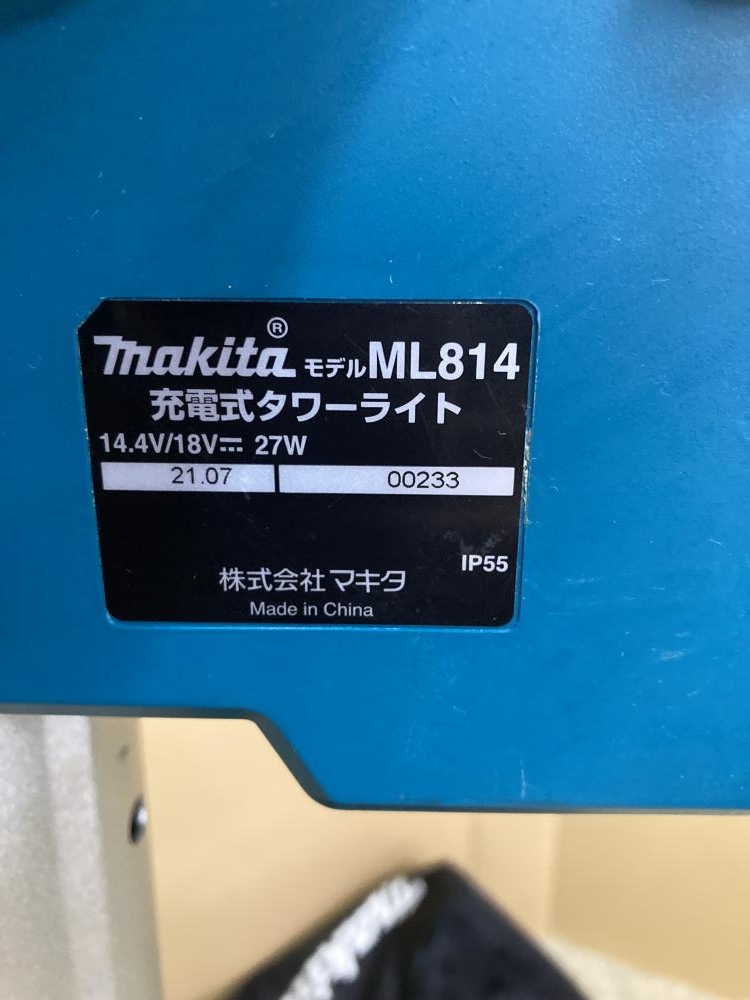 makita® モデルML814
充電式タワーライト
14.4V/18V⎓ 27W
21.07 00233
IP55
株式会社マキタ
Made in China